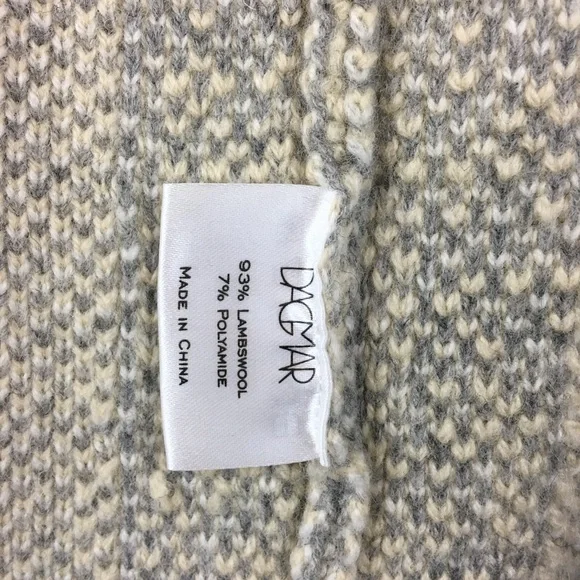 DAGMAR
93% LAMBSWOOL
7% POLYAMIDE
MADE IN CHINA